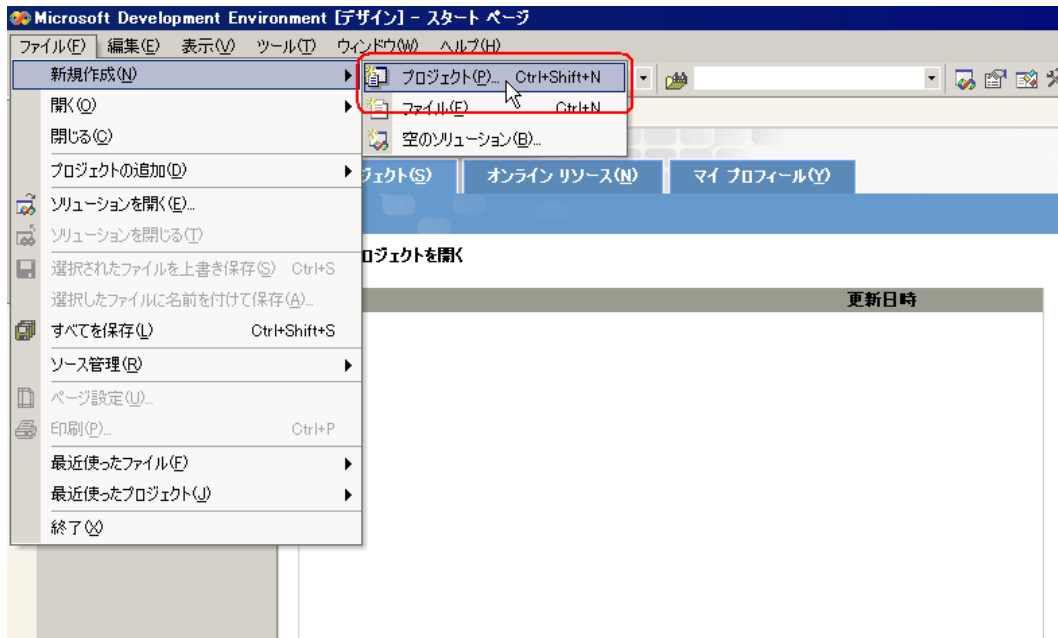 Microsoft Development Environment [デザイン] - スタート ページ
ファイル(F) 編集(E) 表示(V) ツール(T) ウィンドウ(W) ヘルプ(H)
新規作成(N)
プロジェクト(P)... Ctrl+Shift+N
開く(O)
ファイル(F)... Ctrl+N
閉じる(C)
空のソリューション(B)...
プロジェクトの追加(D)
ジェクト(S) オンライン リソース(N) マイ プロフィール(Y)
ソリューションを開く(E)...
ソリューションを閉じる(T)
ロジェクトを開く
選択されたファイルを上書き保存(S) Ctrl+S
選択したファイルに名前を付けて保存(A)...
更新日時
すべてを保存(L) Ctrl+Shift+S
ソース管理(R)
ページ設定(U)...
印刷(P)... Ctrl+P
最近使ったファイル(F)
最近使ったプロジェクト(J)
終了(X)